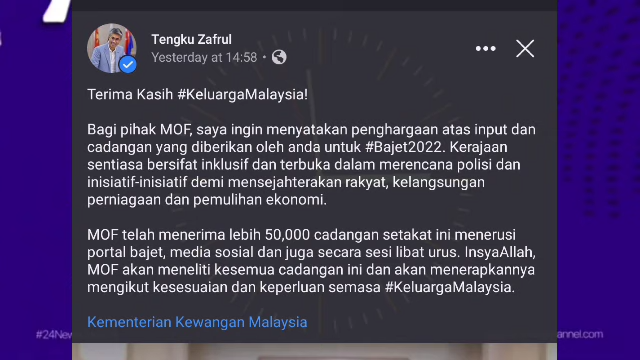 Tengku Zafrul
Yesterday at 14:58 ·
Terima Kasih #KeluargaMalaysia!
Bagi pihak MOF, saya ingin menyatakan penghargaan atas input dan
cadangan yang diberikan oleh anda untuk #Bajet2022. Kerajaan
sentiasa bersifat inklusif dan terbuka dalam merencana polisi dan
inisiatif-inisiatif demi mensejahterakan rakyat, kelangsungan
perniagaan dan pemulihan ekonomi.
MOF telah menerima lebih 50,000 cadangan setakat ini menerusi
portal bajet, media sosial dan juga secara sesi libat urus. InsyaAllah,
MOF akan meneliti kesemua cadangan ini dan akan menerapkannya
mengikut kesesuaian dan keperluan semasa #KeluargaMalaysia.
Kementerian Kewangan Malaysia